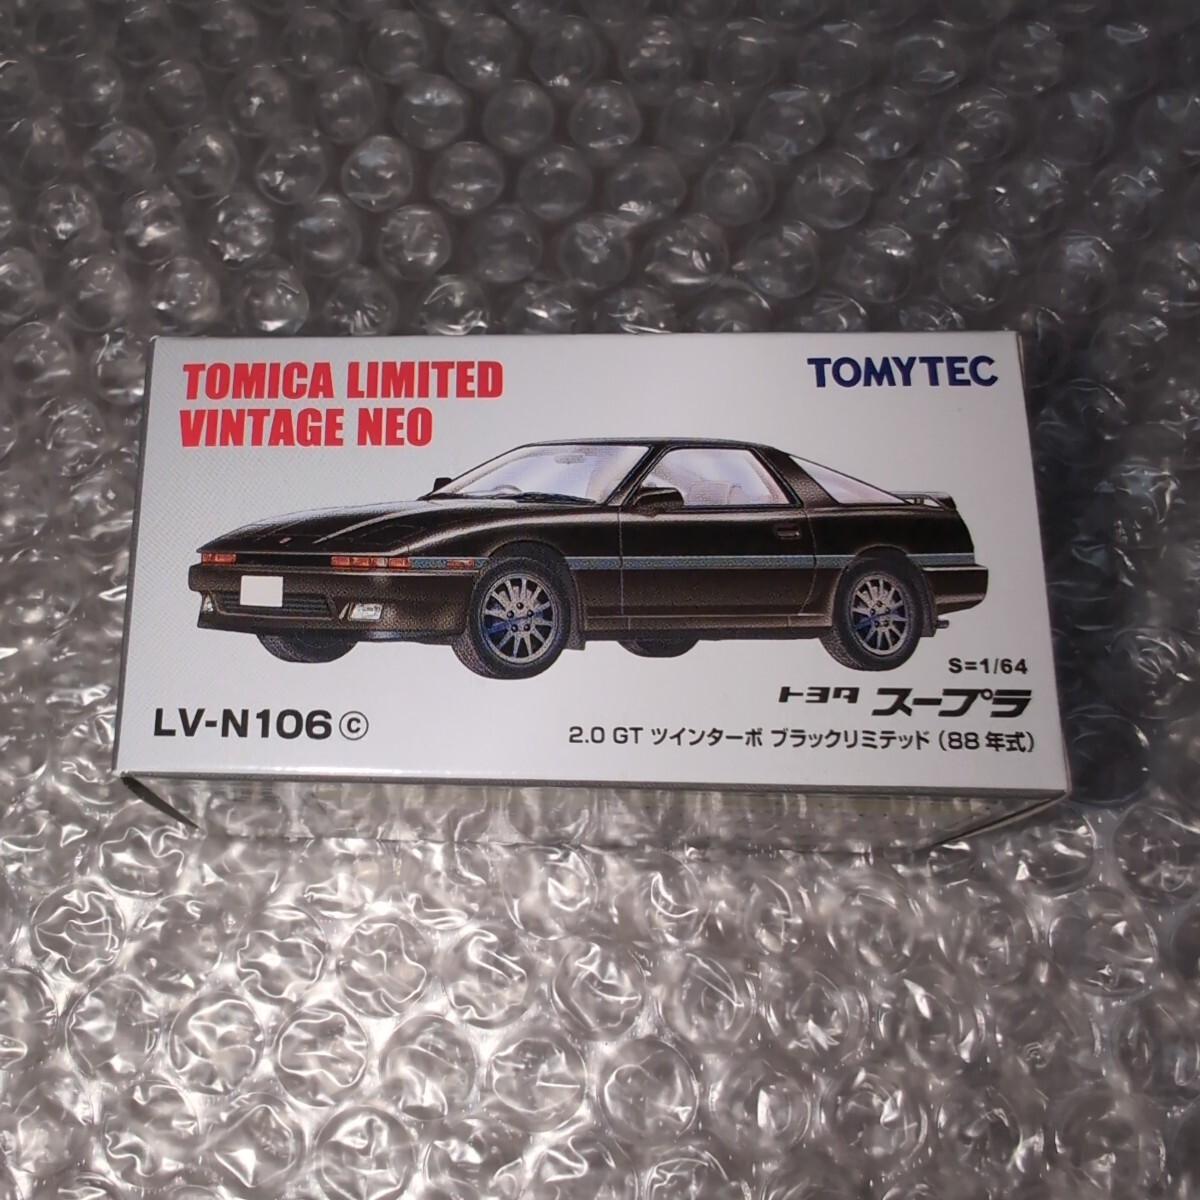 TOMICA LIMITED
VINTAGE NEO
TOMYTEC
S=1/64
トヨタ スープラ
LV-N106 ⓒ
2.0 GT ツインターボ ブラックリミテッド（88年式）